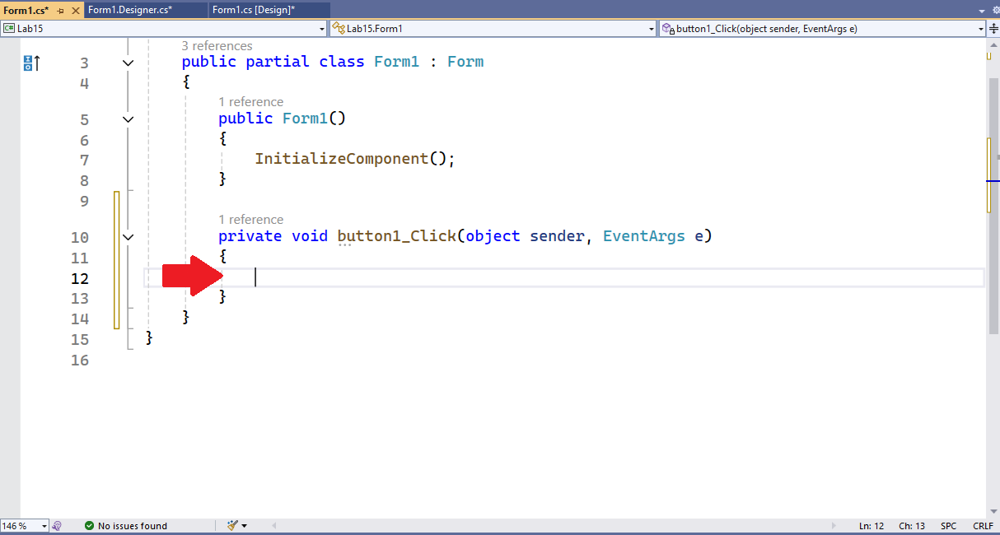 Form1.cs* Form1.Designer.cs* Form1.cs [Design]*
C# Lab15 Lab15.Form1 button1_Click(object sender, EventArgs e)
3 references
3 public partial class Form1 : Form
4 {
1 reference
5 public Form1()
6 {
7 InitializeComponent();
8 }
9
1 reference
10 private void button1_Click(object sender, EventArgs e)
11 {
12
13 }
14 }
15 }
16
146 % No issues found Ln: 12 Ch: 13 SPC CRLF